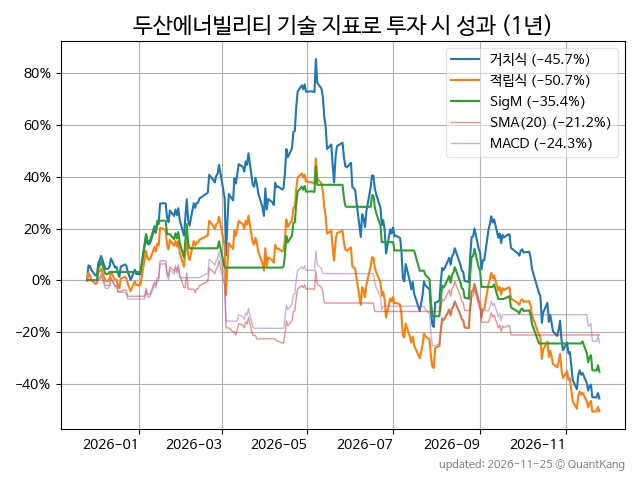 두산에너빌리티 기술 지표로 투자 시 성과 (1년)
거치식 (−45.7%)
적립식 (−50.7%)
SigM (−35.4%)
SMA(20) (−21.2%)
MACD (−24.3%)
80%
60%
40%
20%
0%
−20%
−40%
2026-01 2026-03 2026-05 2026-07 2026-09 2026-11
updated: 2026-11-25 © QuantKang